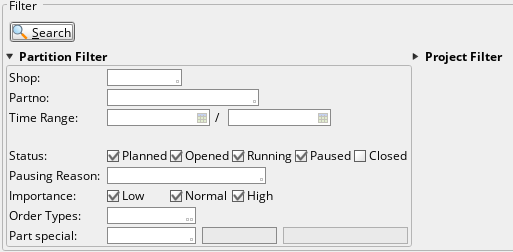 Filter
Search
Partition Filter
Project Filter
Shop:
Partno:
Time Range: /
Status: Planned Opened Running Paused Closed
Pausing Reason:
Importance: Low Normal High
Order Types:
Part special: